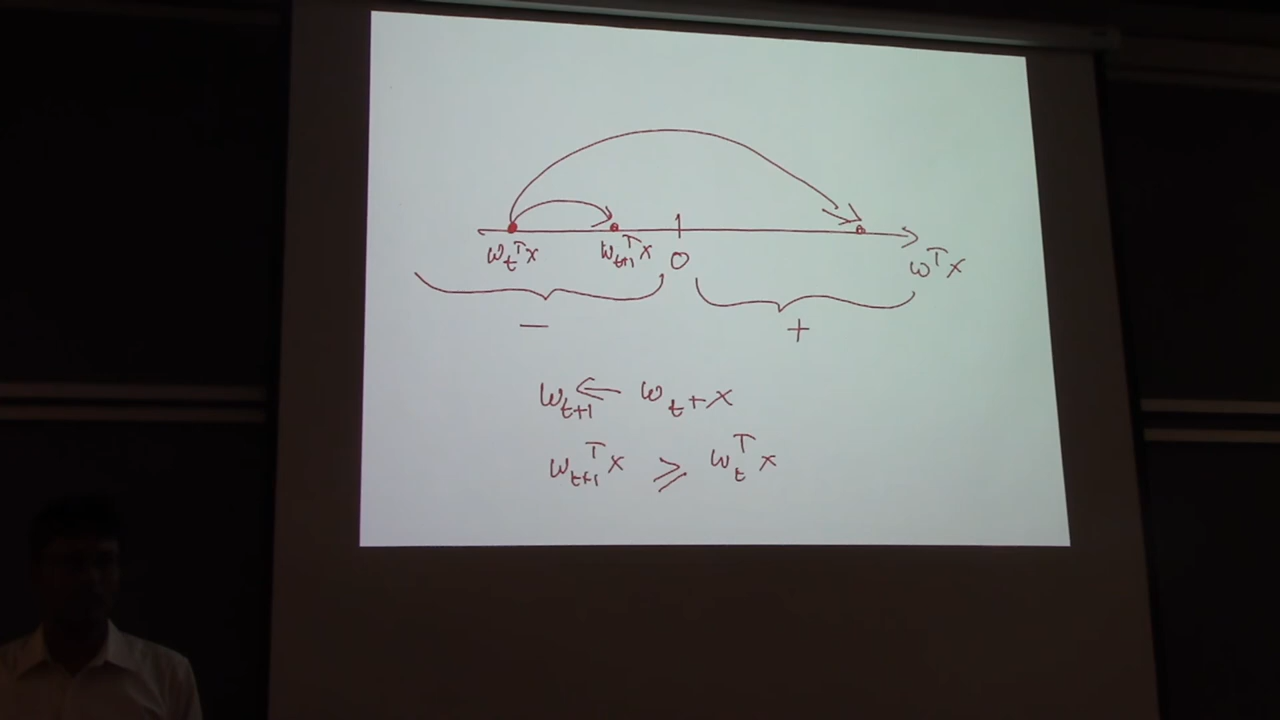 w_t^T x w_{t+1}^T x 0 w^T x
− +
w_{t+1} ← w_t + x
w_{t+1}^T x ⩾ w_t^T x